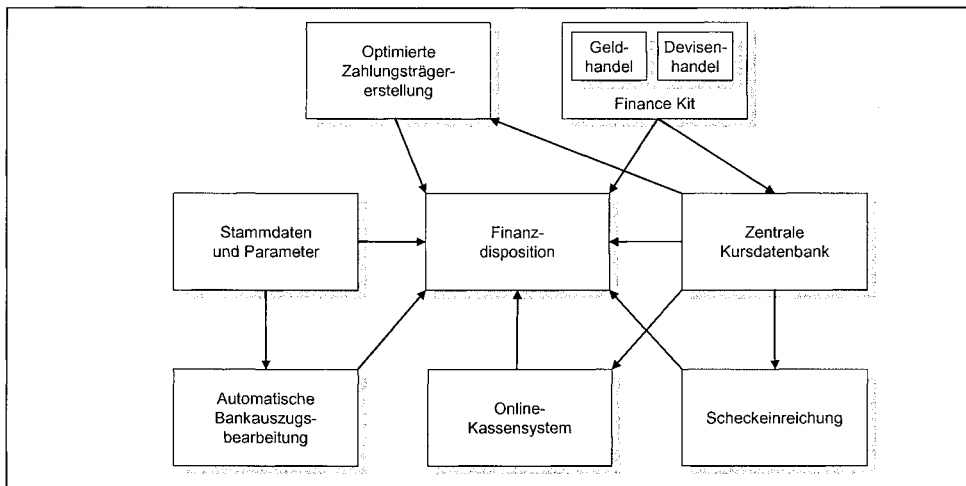 Optimierte
Zahlungsträger-
erstellung
Geld-
handel
Devisen-
handel
Finance Kit
Stammdaten
und Parameter
Finanz-
disposition
Zentrale
Kursdatenbank
Automatische
Bankauszugs-
bearbeitung
Online-
Kassensystem
Scheckeinreichung